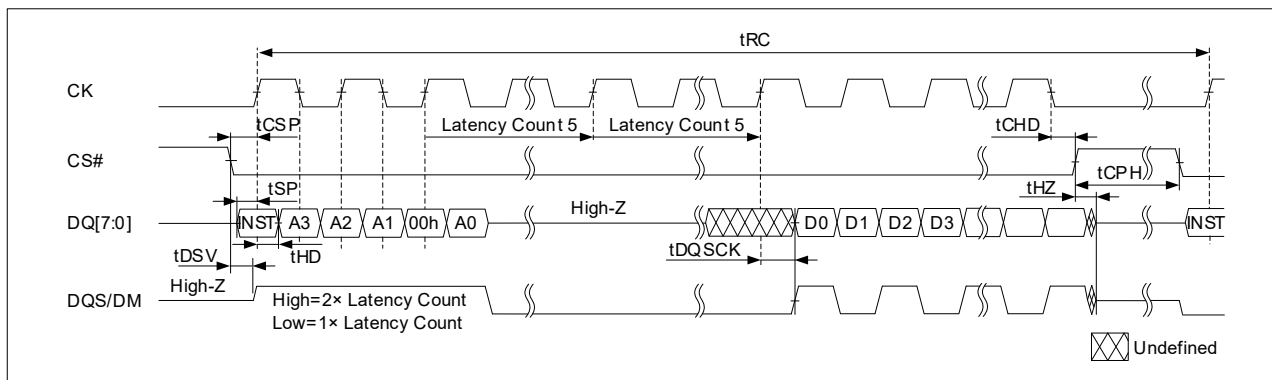 tRC
CK
tCSP
Latency Count 5
Latency Count 5
tCHD
CS#
tCPH
tSP
tHZ
DQ[7:0]
INST
A3
A2
A1
00h
A0
High-Z
D0
D1
D2
D3
INST
tDSV
tHD
tDQSCK
High-Z
DQS/DM
High=2× Latency Count
Low=1× Latency Count
Undefined